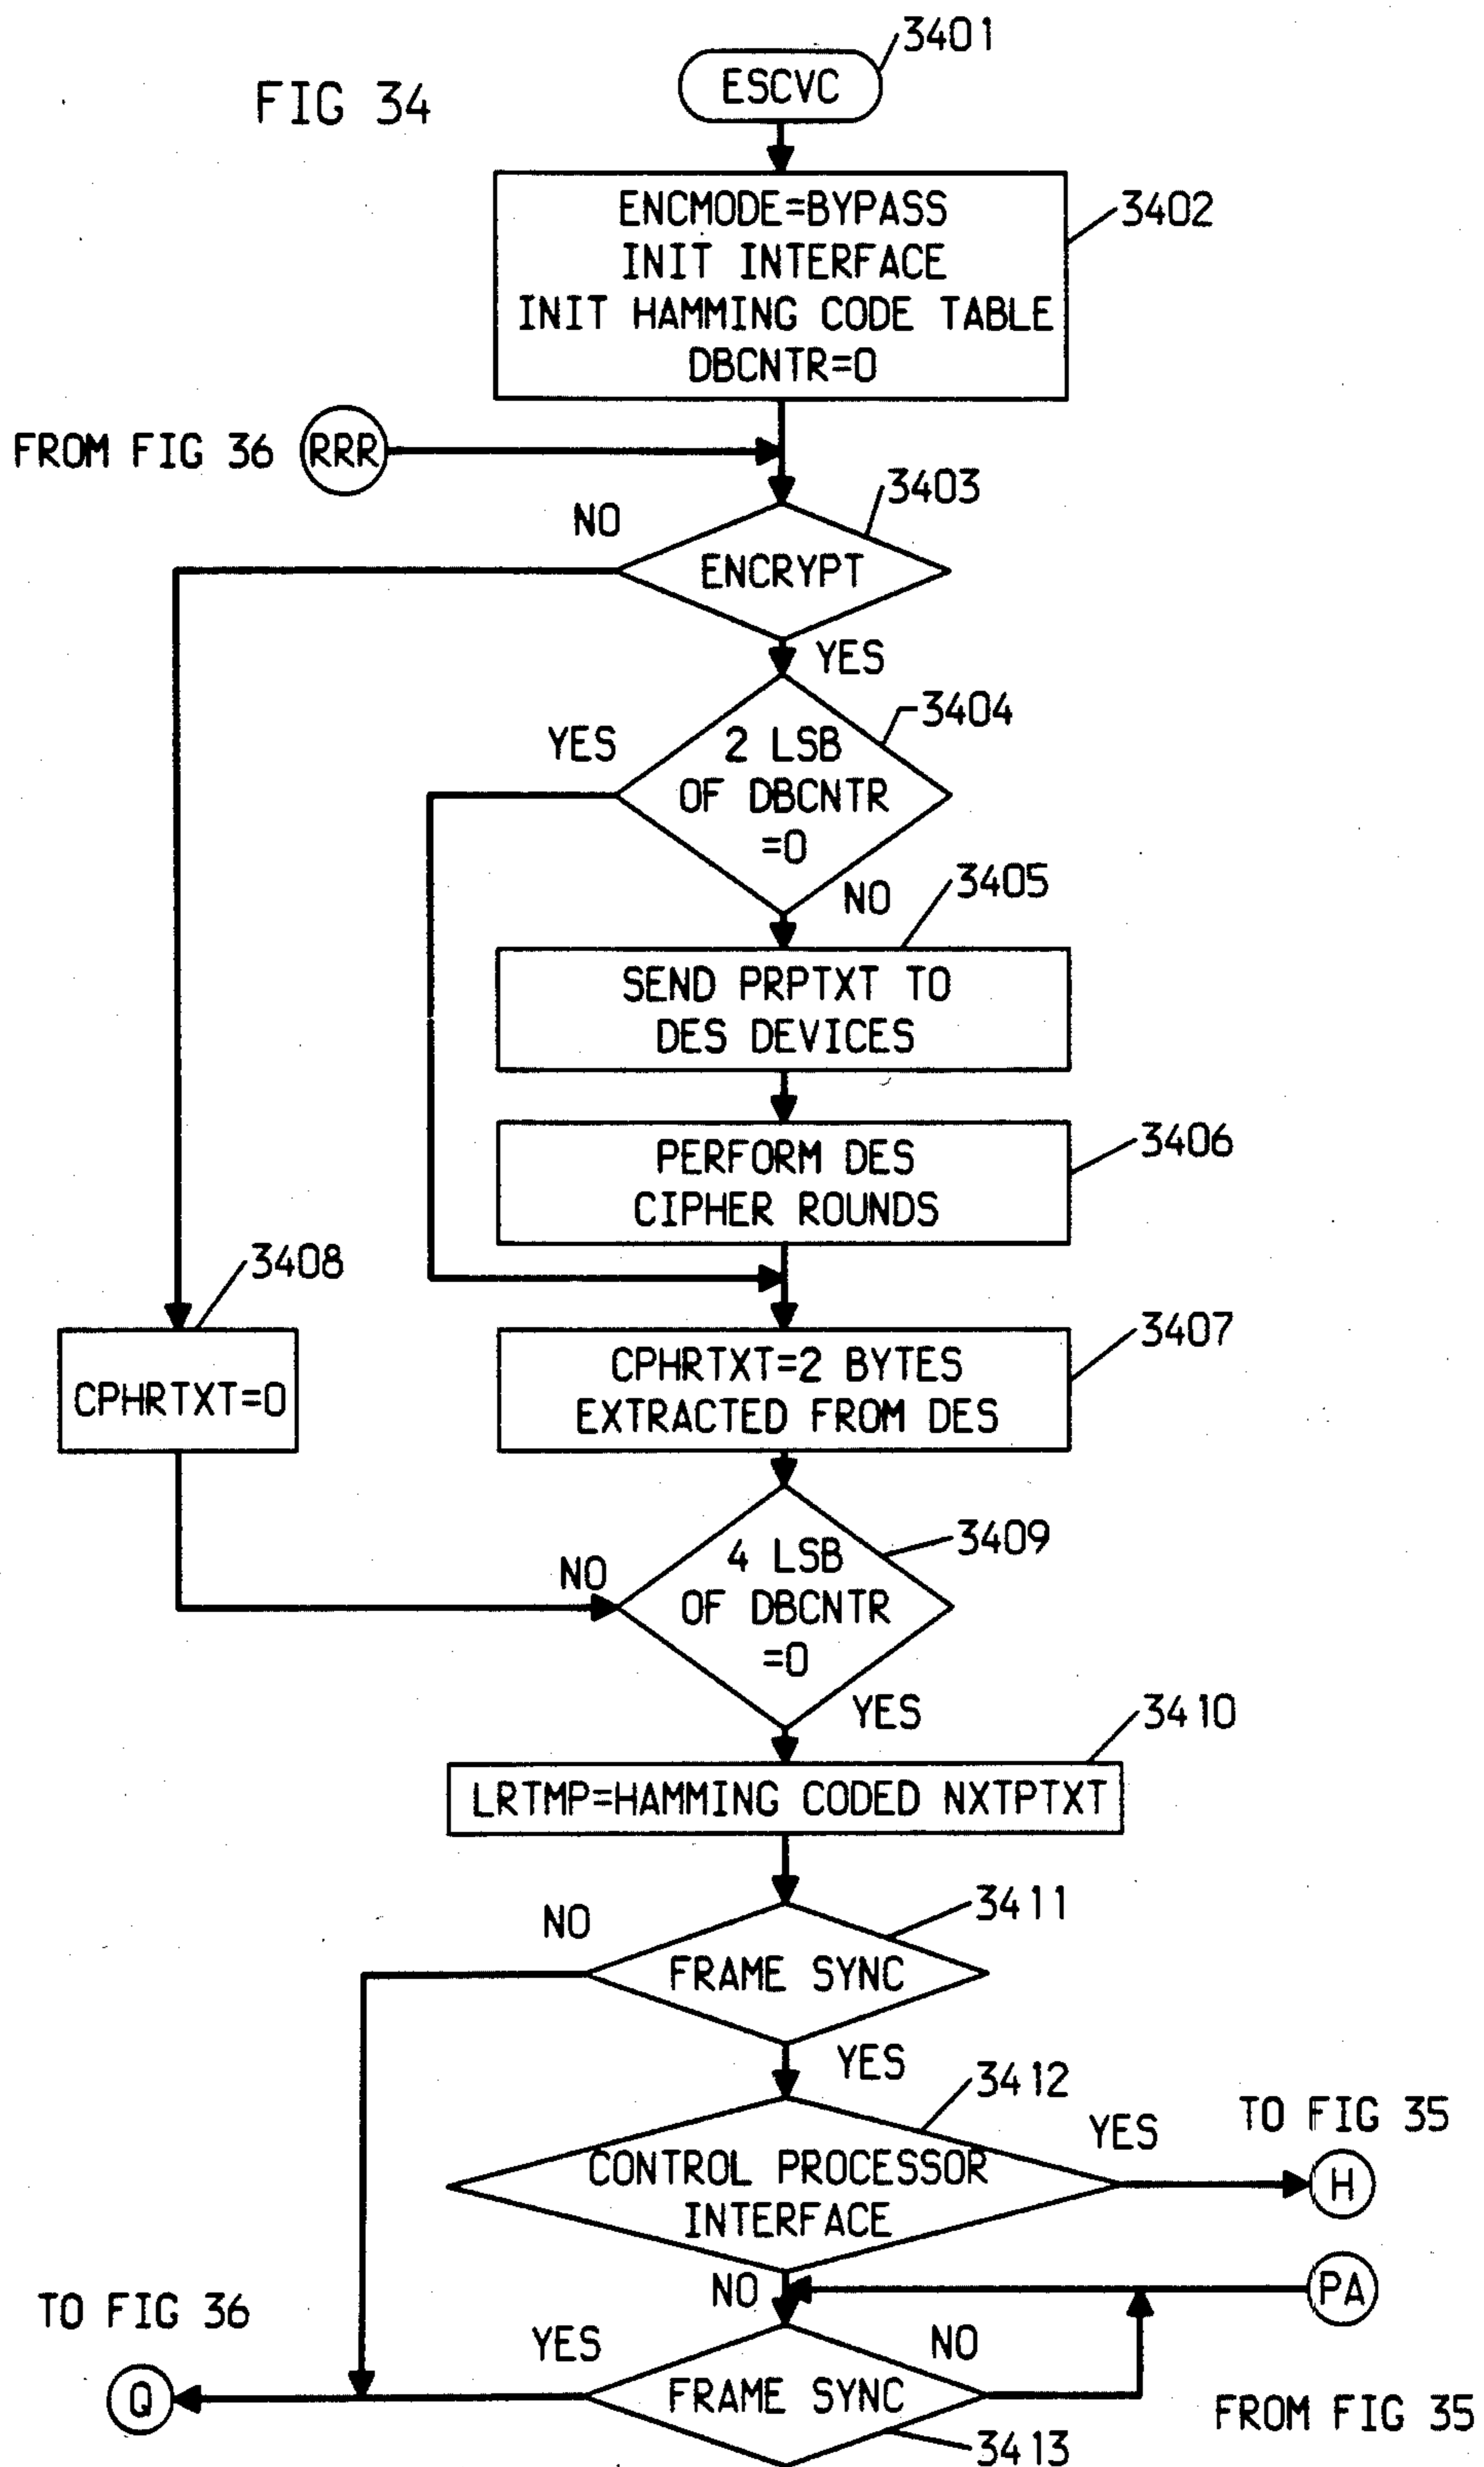 FIG 34
ESCVC
3401
ENCMODE=BYPASS
INIT INTERFACE
INIT HAMMING CODE TABLE
DBCNTR=0
3402
FROM FIG 36
RRR
3403
NO
ENCRYPT
YES
3404
YES
2 LSB
OF DBCNTR
=0
NO
3405
SEND PRPTXT TO
DES DEVICES
3406
PERFORM DES
CIPHER ROUNDS
3408
CPHRTXT=0
3407
CPHRTXT=2 BYTES
EXTRACTED FROM DES
3409
NO
4 LSB
OF DBCNTR
=0
YES
3410
LRTMP=HAMMING CODED NXTPTXT
3411
NO
FRAME SYNC
YES
3412
CONTROL PROCESSOR
INTERFACE
YES
TO FIG 35
H
NO
PA
TO FIG 36
YES
NO
Q
FRAME SYNC
FROM FIG 35
3413